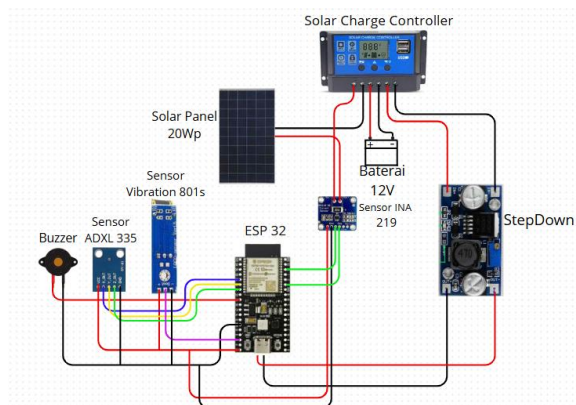 Solar Charge Controller
Solar Panel
20Wp
Baterai
12V
Sensor
Vibration 801s
Sensor INA
219
StepDown
Sensor
ADXL 335
Buzzer
ESP 32